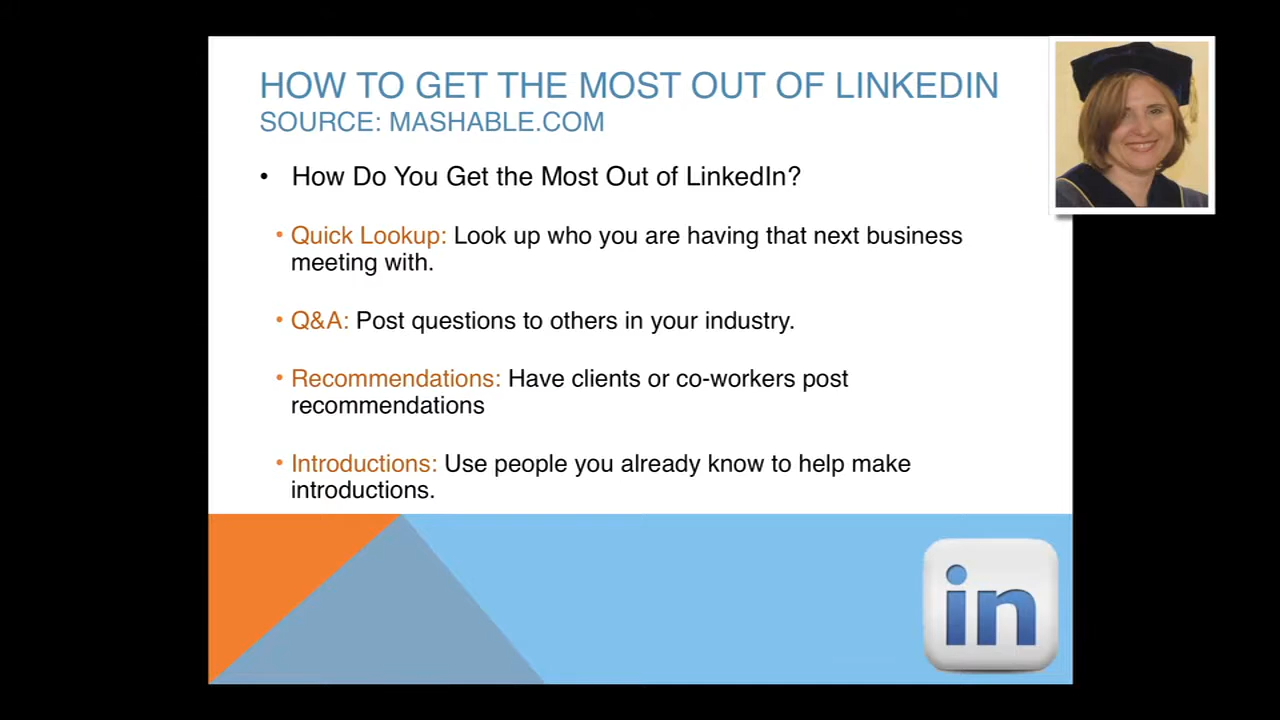 HOW TO GET THE MOST OUT OF LINKEDIN
SOURCE: MASHABLE.COM
• How Do You Get the Most Out of LinkedIn?
• Quick Lookup: Look up who you are having that next business
meeting with.
• Q&A: Post questions to others in your industry.
• Recommendations: Have clients or co-workers post
recommendations
• Introductions: Use people you already know to help make
introductions.
in